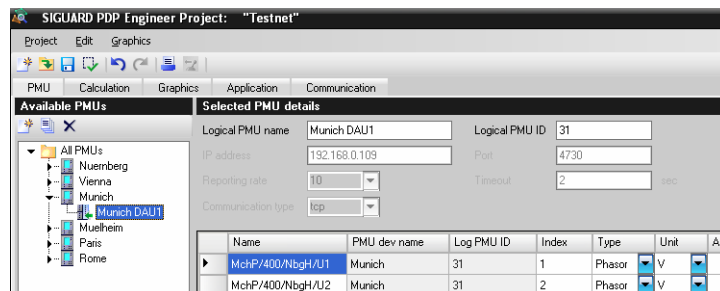 SIGUARD PDP Engineer Project: "Testnet"
Project Edit Graphics
PMU Calculation Graphics Application Communication
Available PMUs
Selected PMU details
All PMUs
Nuernberg
Vienna
Munich
Munich DAU1
Muelheim
Paris
Rome
Logical PMU name Munich DAU1 Logical PMU ID 31
IP address 192.168.0.109 Port 4730
Reporting rate 10 Timeout 2 sec
Communication type tcp
Name PMU dev name Log PMU ID Index Type Unit A
MchP/400/NbgH/U1 Munich 31 1 Phasor V
MchP/400/NbgH/U2 Munich 31 2 Phasor V